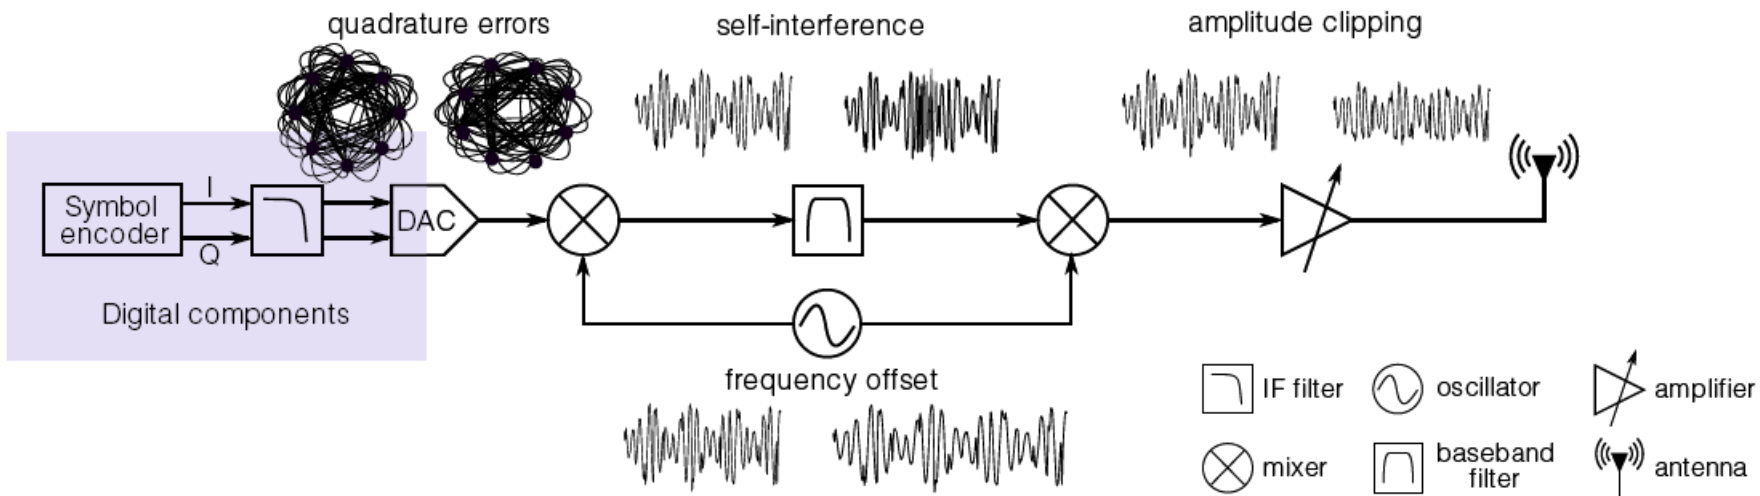 quadrature errors
self-interference
amplitude clipping
Symbol
encoder
I
Q
DAC
Digital components
frequency offset
IF filter
oscillator
amplifier
mixer
baseband
filter
antenna